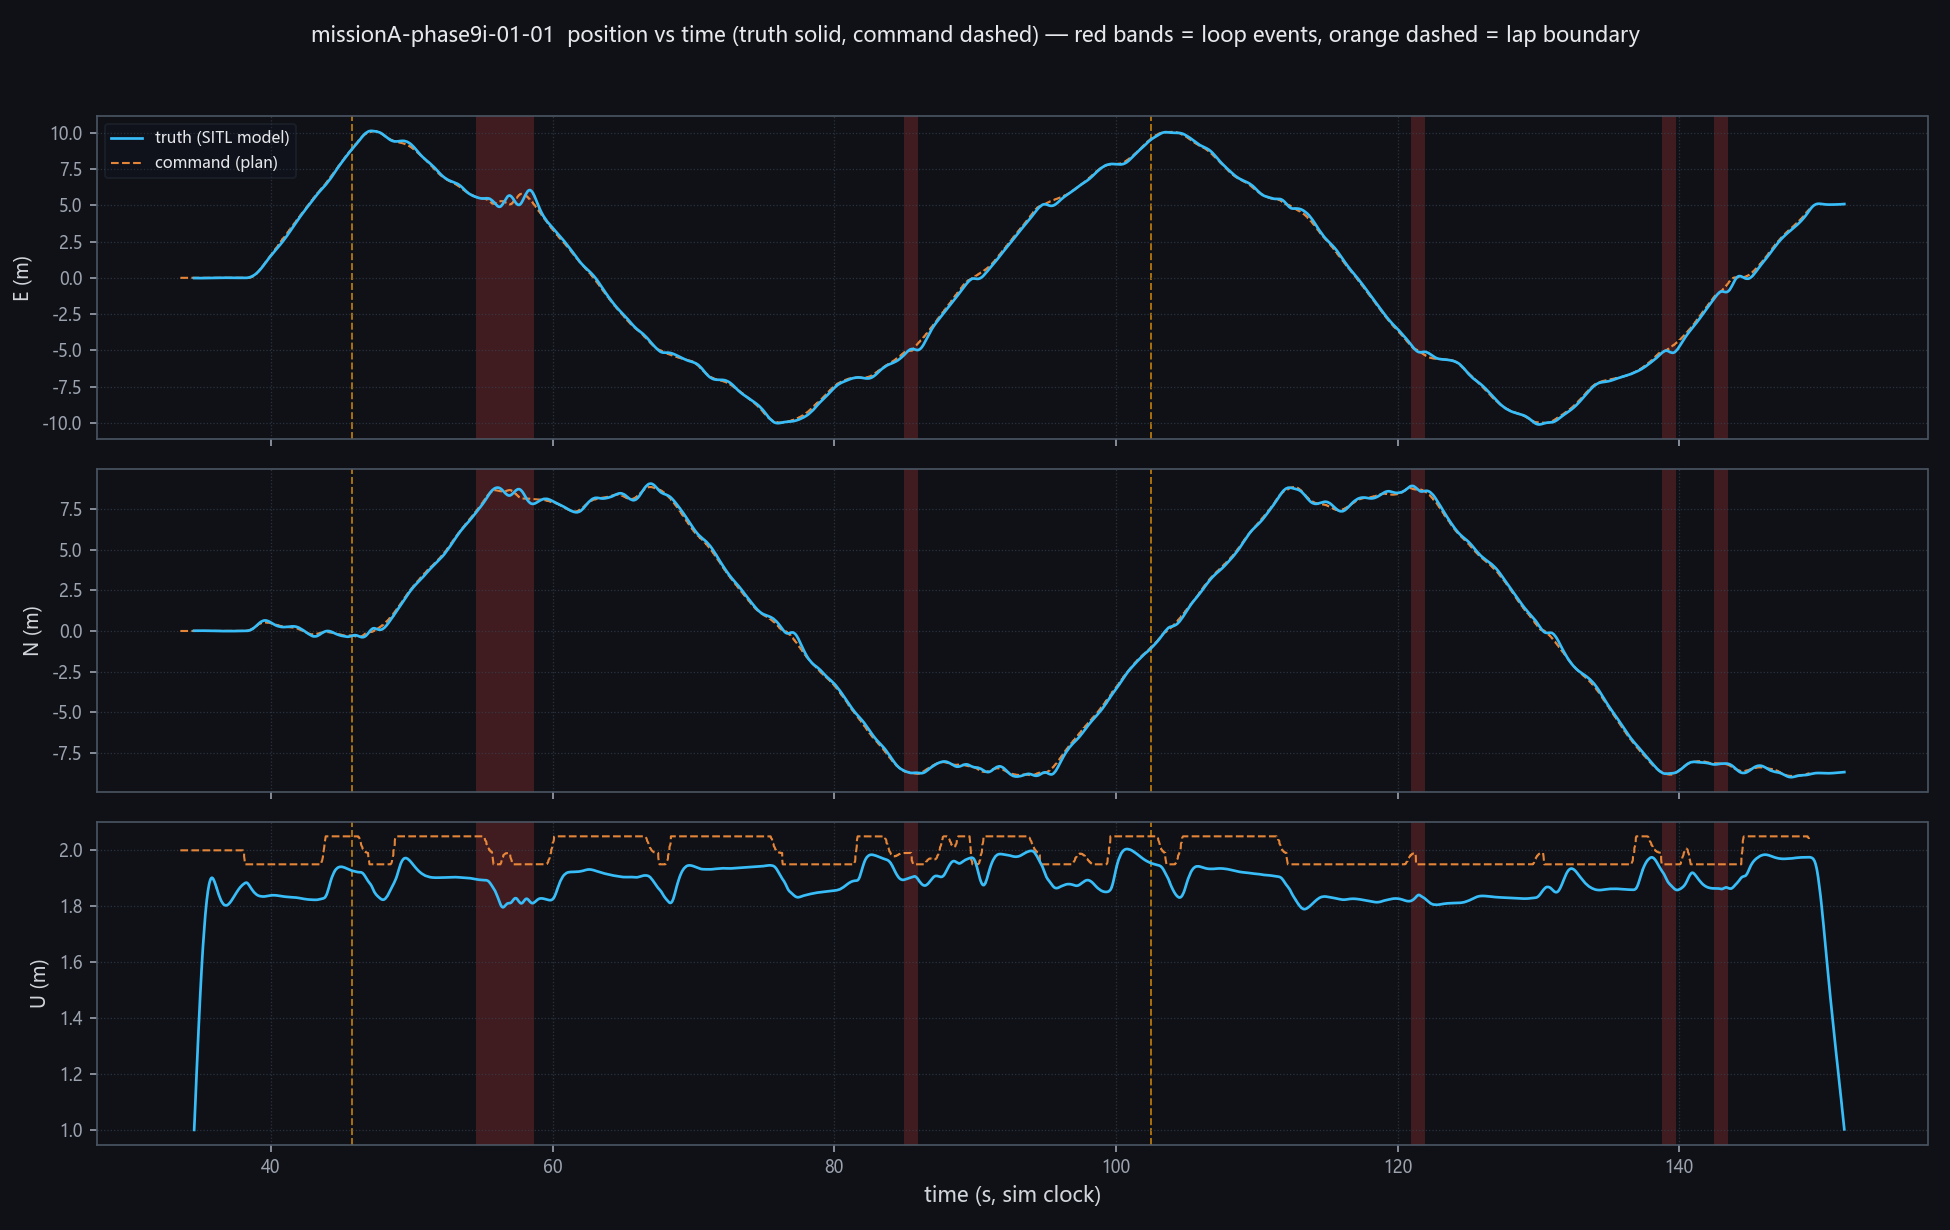 missionA-phase9i-01-01  position vs time (truth solid, command dashed) — red bands = loop events, orange dashed = lap boundary
truth (SITL model)
command (plan)
E (m)
10.0
7.5
5.0
2.5
0.0
-2.5
-5.0
-7.5
-10.0
N (m)
7.5
5.0
2.5
0.0
-2.5
-5.0
-7.5
U (m)
2.0
1.8
1.6
1.4
1.2
1.0
40 60 80 100 120 140
time (s, sim clock)